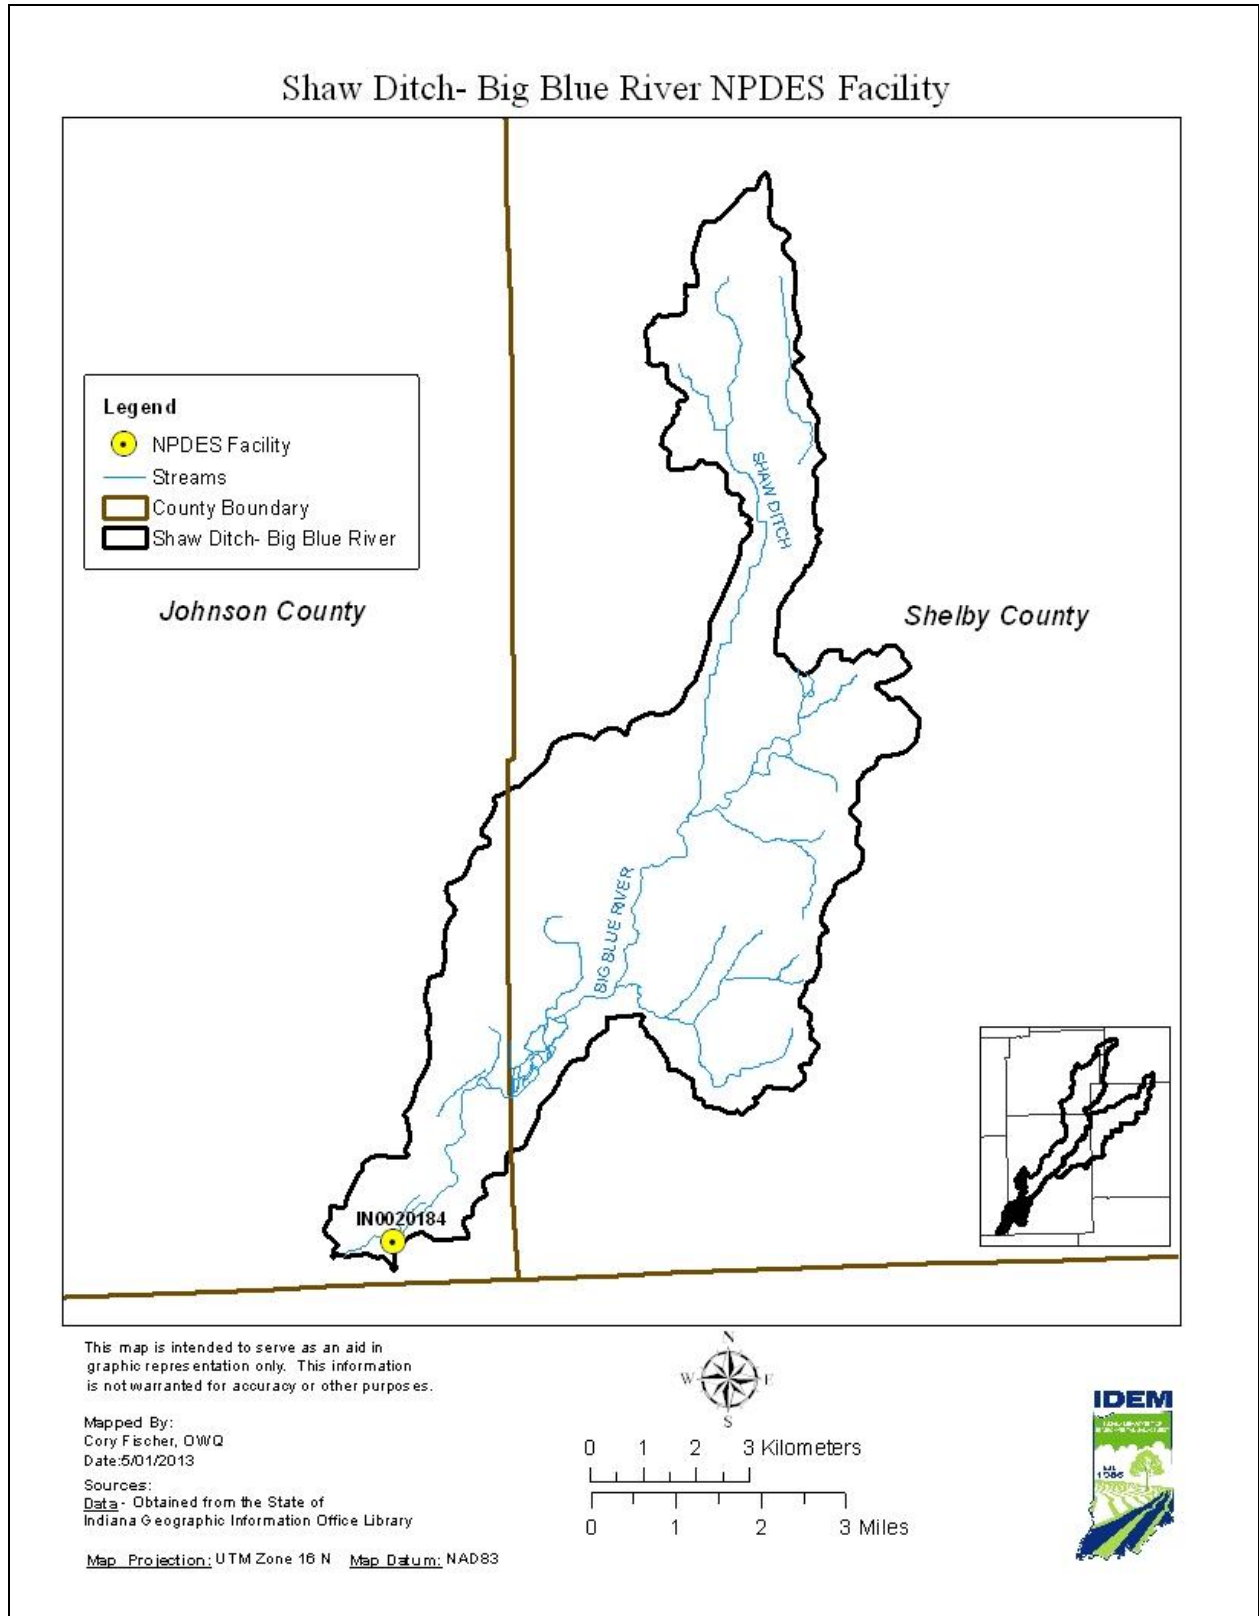 Shaw Ditch- Big Blue River NPDES Facility
Legend
NPDES Facility
Streams
County Boundary
Shaw Ditch- Big Blue River
SHAW DITCH
Johnson County
Shelby County
BIG BLUE RIVER
IN0020184
This map is intended to serve as an aid in
graphic representation only. This information
is not warranted for accuracy or other purposes.
Mapped By:
Cory Fischer, OWQ
Date:5/01/2013
Sources:
Data - Obtained from the State of
Indiana Geographic Information Office Library
Map Projection: UTM Zone 16 N Map Datum: NAD83
N
W E
S
0 1 2 3 Kilometers
0 1 2 3 Miles
IDEM
1986